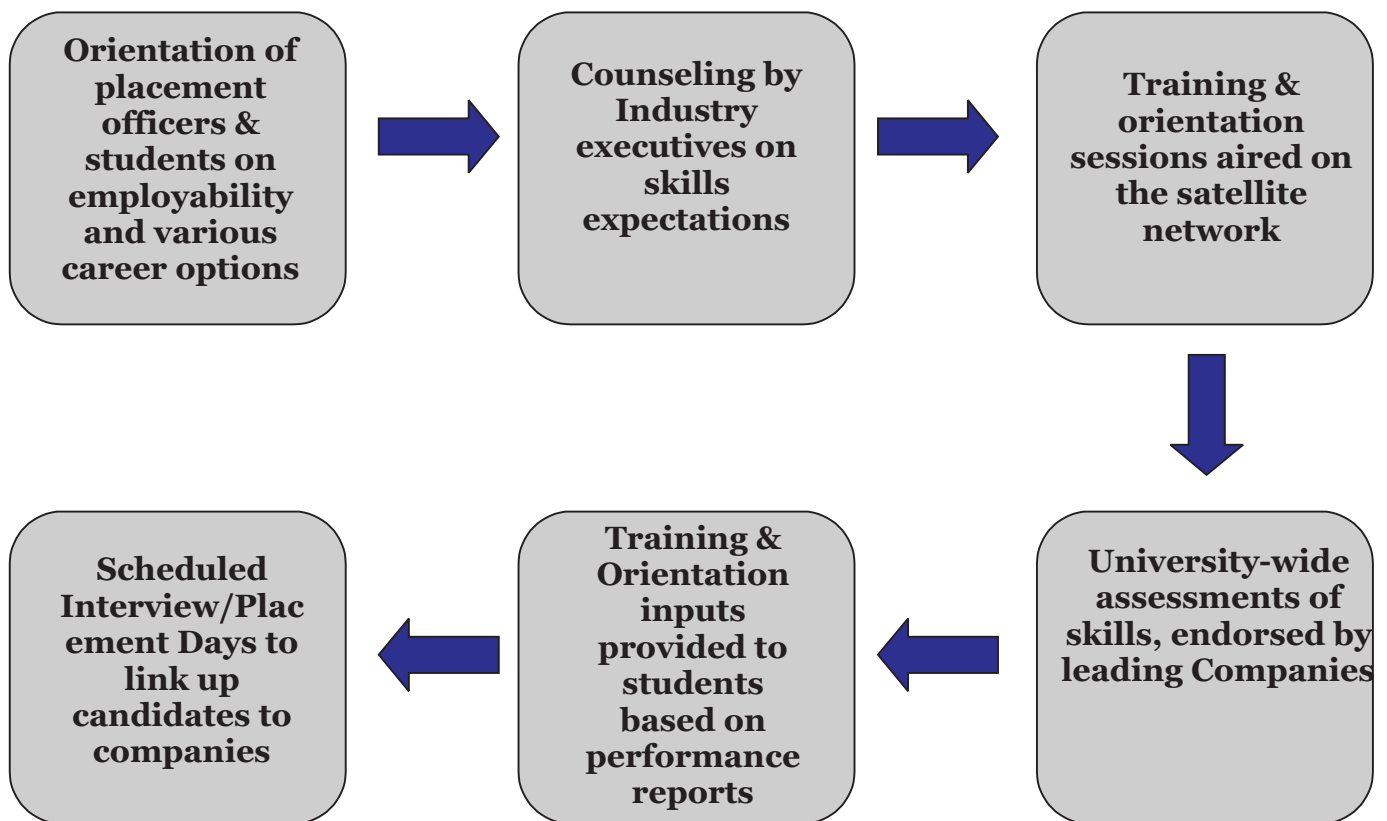 Orientation of
placement
officers &
students on
employability
and various
career options
Counseling by
Industry
executives on
skills
expectations
Training &
orientation
sessions aired on
the satellite
network
University-wide
assessments of
skills, endorsed by
leading Companies
Training &
Orientation
inputs
provided to
students
based on
performance
reports
Scheduled
Interview/Plac
ement Days to
link up
candidates to
companies